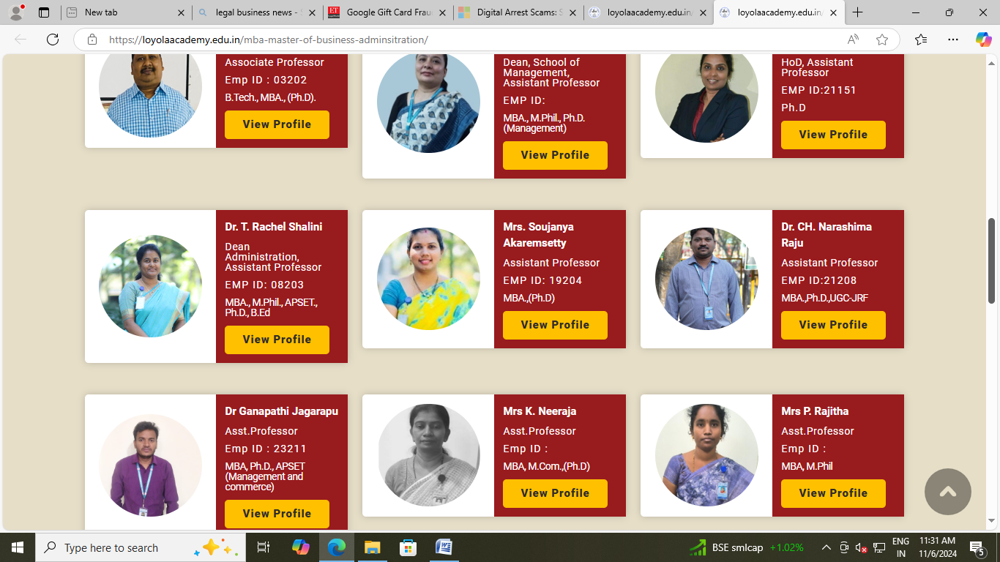 New tab
legal business news - S
ET
Google Gift Card Frau
Digital Arrest Scams: S
loyolaacademy.edu.in/
loyolaacademy.edu.in/
https://loyolaacademy.edu.in/mba-master-of-business-adminsitration/
Associate Professor
Emp ID : 03202
B.Tech., MBA., (Ph.D).
View Profile
Dean, School of
Management,
Assistant Professor
EMP ID:
MBA., M.Phil., Ph.D.
(Management)
View Profile
HoD, Assistant
Professor
EMP ID:21151
Ph.D
View Profile
Dr. T. Rachel Shalini
Dean
Administration,
Assistant Professor
EMP ID: 08203
MBA., M.Phil., APSET.,
Ph.D., B.Ed
View Profile
Mrs. Soujanya
Akaremsetty
Assistant Professor
EMP ID: 19204
MBA.,(Ph.D)
View Profile
Dr. CH. Narashima
Raju
Assistant Professor
EMP ID:21208
MBA.,Ph.D.,UGC-JRF
View Profile
Dr Ganapathi Jagarapu
Asst.Professor
Emp ID : 23211
MBA, Ph.D., APSET
(Management and
commerce)
View Profile
Mrs K. Neeraja
Asst.Professor
Emp ID :
MBA, M.Com.,(Ph.D)
View Profile
Mrs P. Rajitha
Asst.Professor
Emp ID :
MBA, M.Phil
View Profile
Type here to search
BSE smlcap +1.02%
ENG
IN
11:31 AM
11/6/2024
5